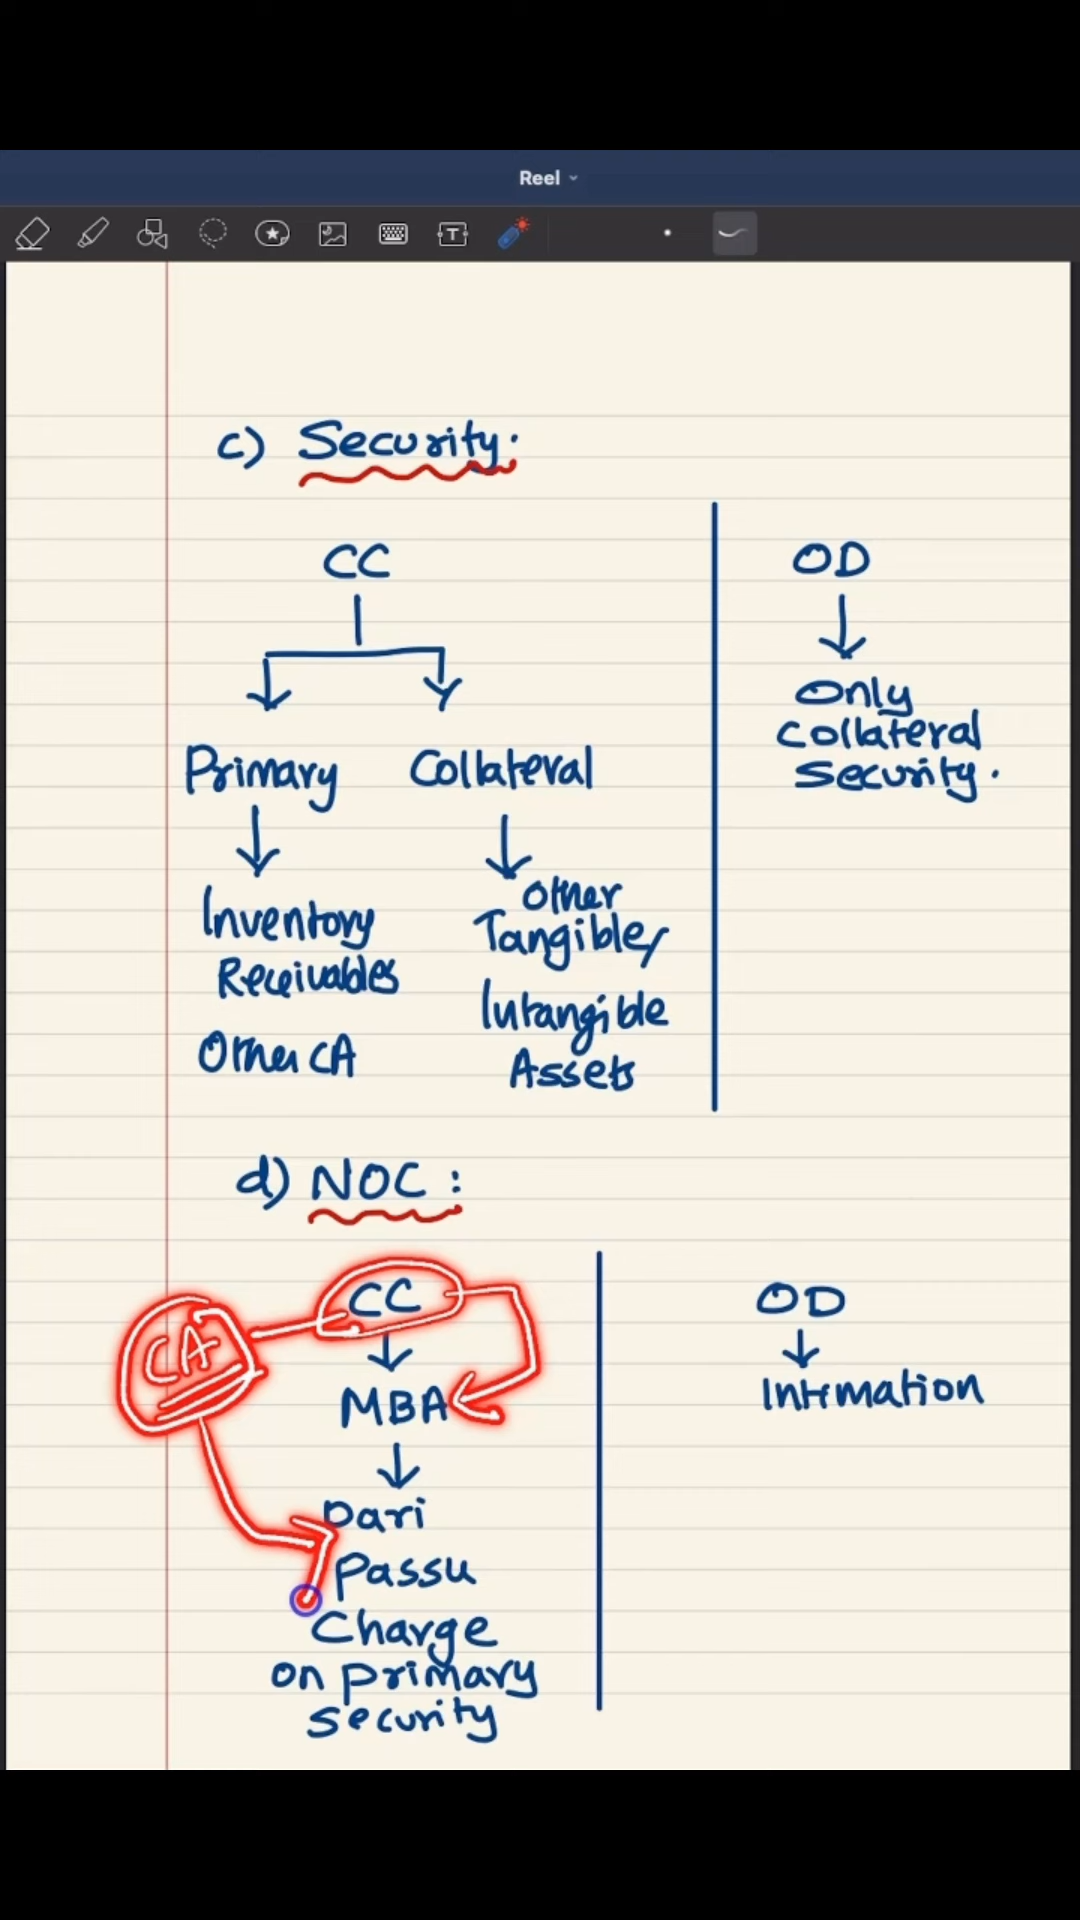 Reel
T
c) Security:
CC
OD
Primary
Collateral
Only
Collateral
Security.
Inventory
Receivables
Other CA
Other
Tangible/
Intangible
Assets
d) NOC :
CC
CA
MBA
Pari
Passu
Charge
on primary
security
OD
Intimation